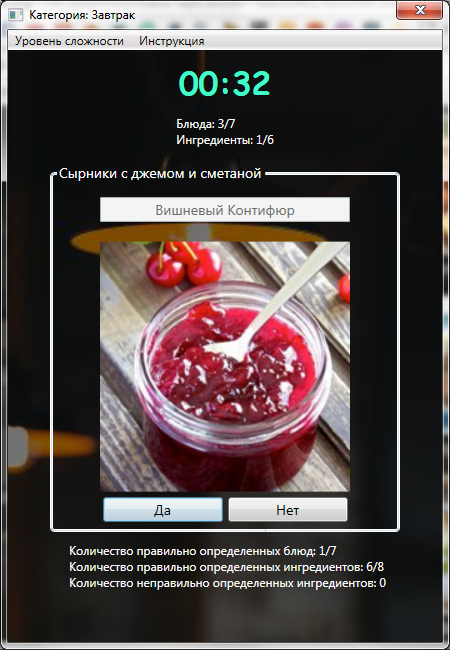 Категория: Завтрак
Уровень сложности Инструкция
00:32
Блюда: 3/7
Ингредиенты: 1/6
Сырники с джемом и сметаной
Вишневый Контифюр
Да Нет
Количество правильно определенных блюд: 1/7
Количество правильно определенных ингредиентов: 6/8
Количество неправильно определенных ингредиентов: 0